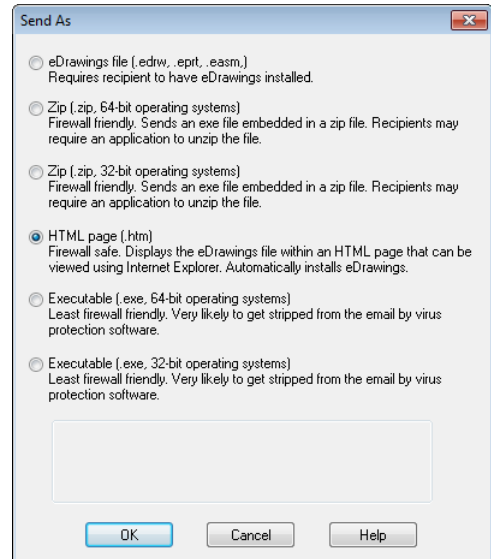 Send As
eDrawings file (.edrw, .eprt, .easm,)
Requires recipient to have eDrawings installed.
Zip (.zip, 64-bit operating systems)
Firewall friendly. Sends an exe file embedded in a zip file. Recipients may
require an application to unzip the file.
Zip (.zip, 32-bit operating systems)
Firewall friendly. Sends an exe file embedded in a zip file. Recipients may
require an application to unzip the file.
HTML page (.htm)
Firewall safe. Displays the eDrawings file within an HTML page that can be
viewed using Internet Explorer. Automatically installs eDrawings.
Executable (.exe, 64-bit operating systems)
Least firewall friendly. Very likely to get stripped from the email by virus
protection software.
Executable (.exe, 32-bit operating systems)
Least firewall friendly. Very likely to get stripped from the email by virus
protection software.
OK Cancel Help